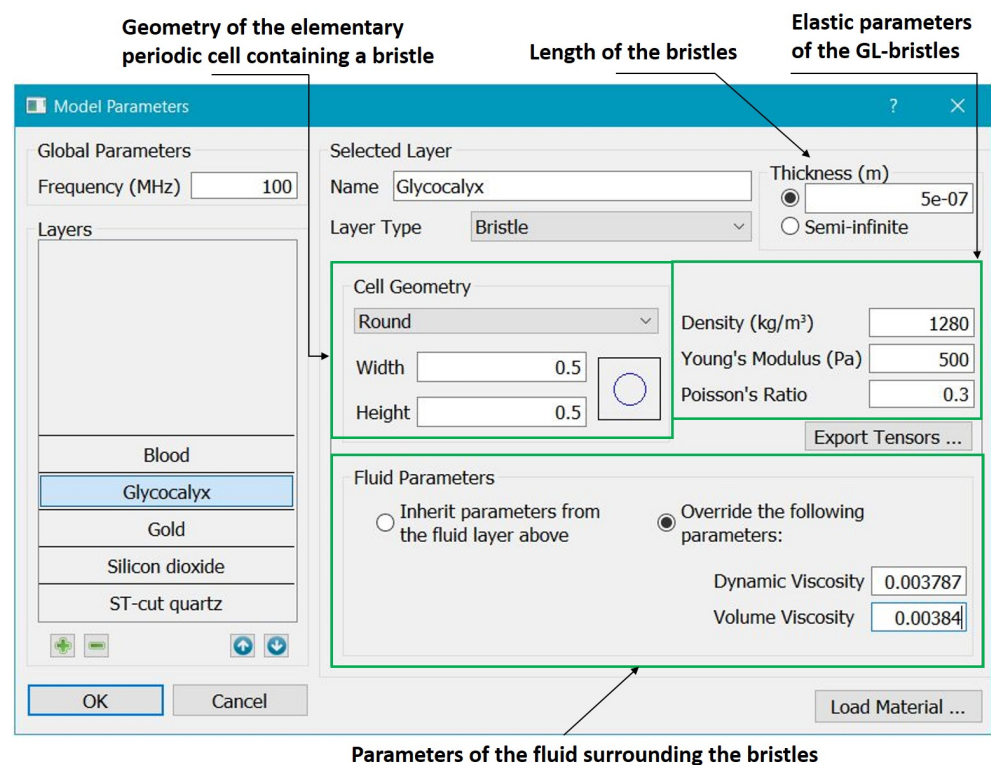 Geometry of the elementary
periodic cell containing a bristle
Length of the bristles
Elastic parameters
of the GL-bristles
Model Parameters
?
Global Parameters
Frequency (MHz) 100
Layers
Blood
Glycocalyx
Gold
Silicon dioxide
ST-cut quartz
OK
Cancel
Selected Layer
Name Glycocalyx
Layer Type Bristle
Thickness (m)
5e-07
Semi-infinite
Cell Geometry
Round
Width 0.5
Height 0.5
Density (kg/m³) 1280
Young's Modulus (Pa) 500
Poisson's Ratio 0.3
Export Tensors ...
Fluid Parameters
Inherit parameters from
the fluid layer above
Override the following
parameters:
Dynamic Viscosity 0.003787
Volume Viscosity 0.00384
Load Material ...
Parameters of the fluid surrounding the bristles